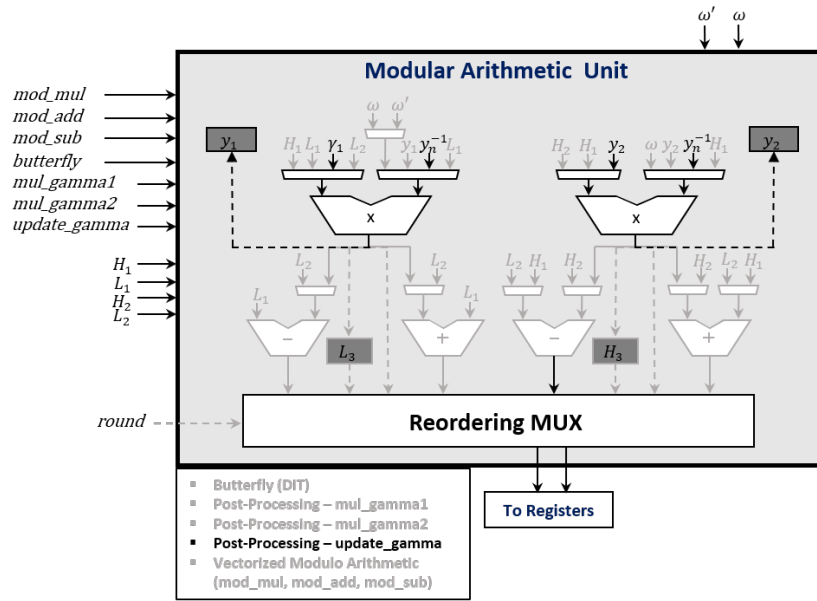 ω′ ω
Modular Arithmetic Unit
mod_mul
mod_add
mod_sub
butterfly
mul_gamma1
mul_gamma2
update_gamma
H₁
L₁
H₂
L₂
ω ω′
y₁ y₂
H₁ L₁ γ₁ L₂ y₁ yₙ⁻¹ L₁ H₂ H₁ y₂ ω y₂ yₙ⁻¹ H₁
x x
L₂ L₂ L₂ H₁ H₂ H₂ L₂ H₁
L₁ L₁
− + − +
L₃ H₃
round
Reordering MUX
To Registers
Butterfly (DIT)
Post-Processing – mul_gamma1
Post-Processing – mul_gamma2
Post-Processing – update_gamma
Vectorized Modulo Arithmetic
(mod_mul, mod_add, mod_sub)